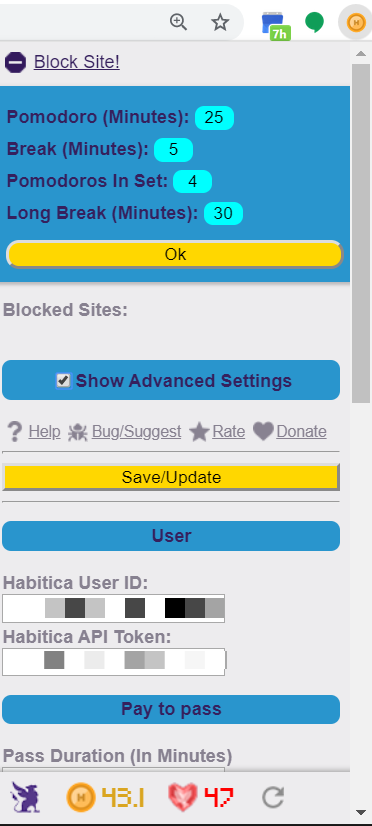 7h
H
Block Site!
Pomodoro (Minutes): 25
Break (Minutes): 5
Pomodoros In Set: 4
Long Break (Minutes): 30
Ok
Blocked Sites:
Show Advanced Settings
? Help Bug/Suggest Rate Donate
Save/Update
User
Habitica User ID:
Habitica API Token:
Pay to pass
Pass Duration (In Minutes)
H 43.1 47